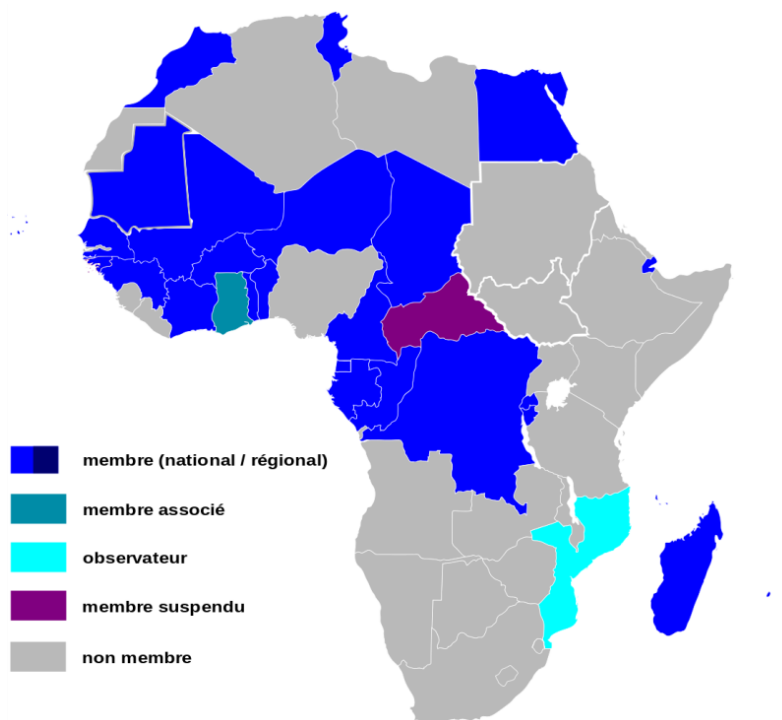 membre (national / régional)
membre associé
observateur
membre suspendu
non membre